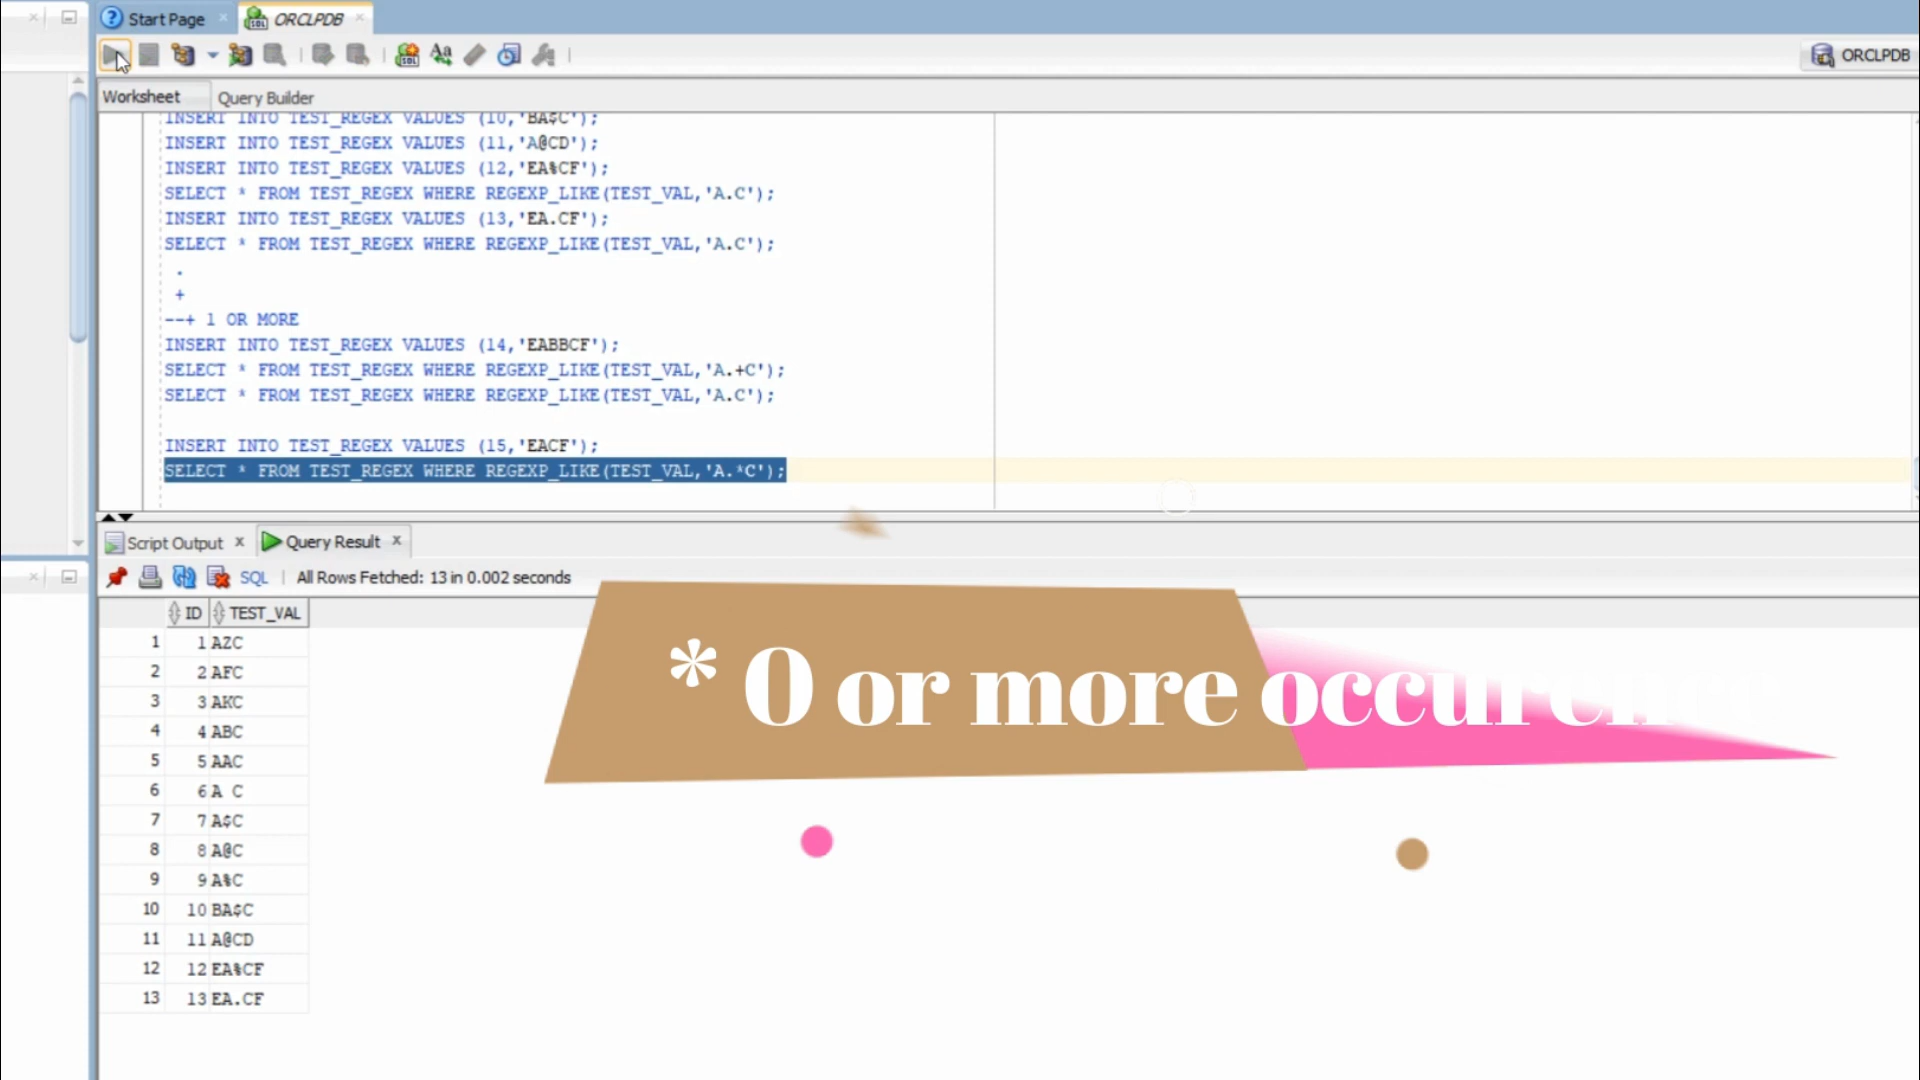 Start Page
ORCLPDB
ORCLPDB
Worksheet
Query Builder
INSERT INTO TEST_REGEX VALUES (10,'BA$C');
INSERT INTO TEST_REGEX VALUES (11,'A@CD');
INSERT INTO TEST_REGEX VALUES (12,'EA%CF');
SELECT * FROM TEST_REGEX WHERE REGEXP_LIKE(TEST_VAL,'A.C');
INSERT INTO TEST_REGEX VALUES (13,'EA.CF');
SELECT * FROM TEST_REGEX WHERE REGEXP_LIKE(TEST_VAL,'A.C');
.
+
--+ 1 OR MORE
INSERT INTO TEST_REGEX VALUES (14,'EABBCF');
SELECT * FROM TEST_REGEX WHERE REGEXP_LIKE(TEST_VAL,'A.+C');
SELECT * FROM TEST_REGEX WHERE REGEXP_LIKE(TEST_VAL,'A.C');
INSERT INTO TEST_REGEX VALUES (15,'EACF');
SELECT * FROM TEST_REGEX WHERE REGEXP_LIKE(TEST_VAL,'A.*C');
Script Output
Query Result
SQL | All Rows Fetched: 13 in 0.002 seconds
ID TEST_VAL
1 1 AZC
2 2 AFC
3 3 AKC
4 4 ABC
5 5 AAC
6 6 A C
7 7 A$C
8 8 A@C
9 9 A%C
10 10 BA$C
11 11 A@CD
12 12 EA%CF
13 13 EA.CF
* 0 or more